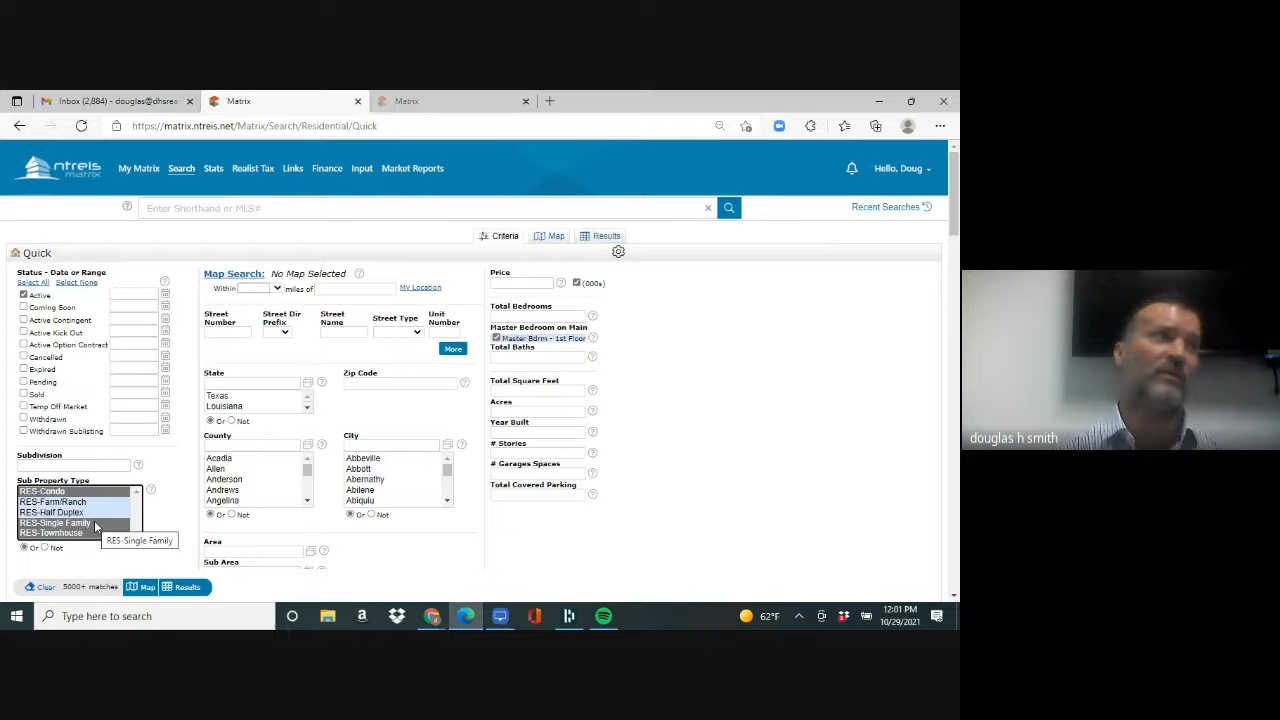 Inbox (2,884) - douglas@dhsrea
Matrix
Matrix
https://matrix.ntreis.net/Matrix/Search/Residential/Quick
ntreis
matrix
My Matrix Search Stats Realist Tax Links Finance Input Market Reports
Hello, Doug
Enter Shorthand or MLS#
Recent Searches
Criteria Map Results
Quick
Status - Date or Range
Select All Select None
Active
Coming Soon
Active Contingent
Active Kick Out
Active Option Contract
Cancelled
Expired
Pending
Sold
Temp Off Market
Withdrawn
Withdrawn Sublisting
Subdivision
Sub Property Type
RES-Condo
RES-Farm/Ranch
RES-Half Duplex
RES-Single Family
RES-Townhouse
RES-Single Family
Or Not
Map Search: No Map Selected
Within miles of My Location
Street Number
Street Dir Prefix
Street Name
Street Type
Unit Number
More
State
Texas
Louisiana
Or Not
Zip Code
County
Acadia
Allen
Anderson
Andrews
Angelina
Or Not
City
Abbeville
Abbott
Abernathy
Abilene
Abiquiu
Or Not
Area
Sub Area
Price
(000s)
Total Bedrooms
Master Bedroom on Main
Master Bdrm - 1st Floor
Total Baths
Total Square Feet
Acres
Year Built
# Stories
# Garages Spaces
Total Covered Parking
Clear 5000+ matches Map Results
Type here to search
62°F
12:01 PM
10/29/2021
douglas h smith